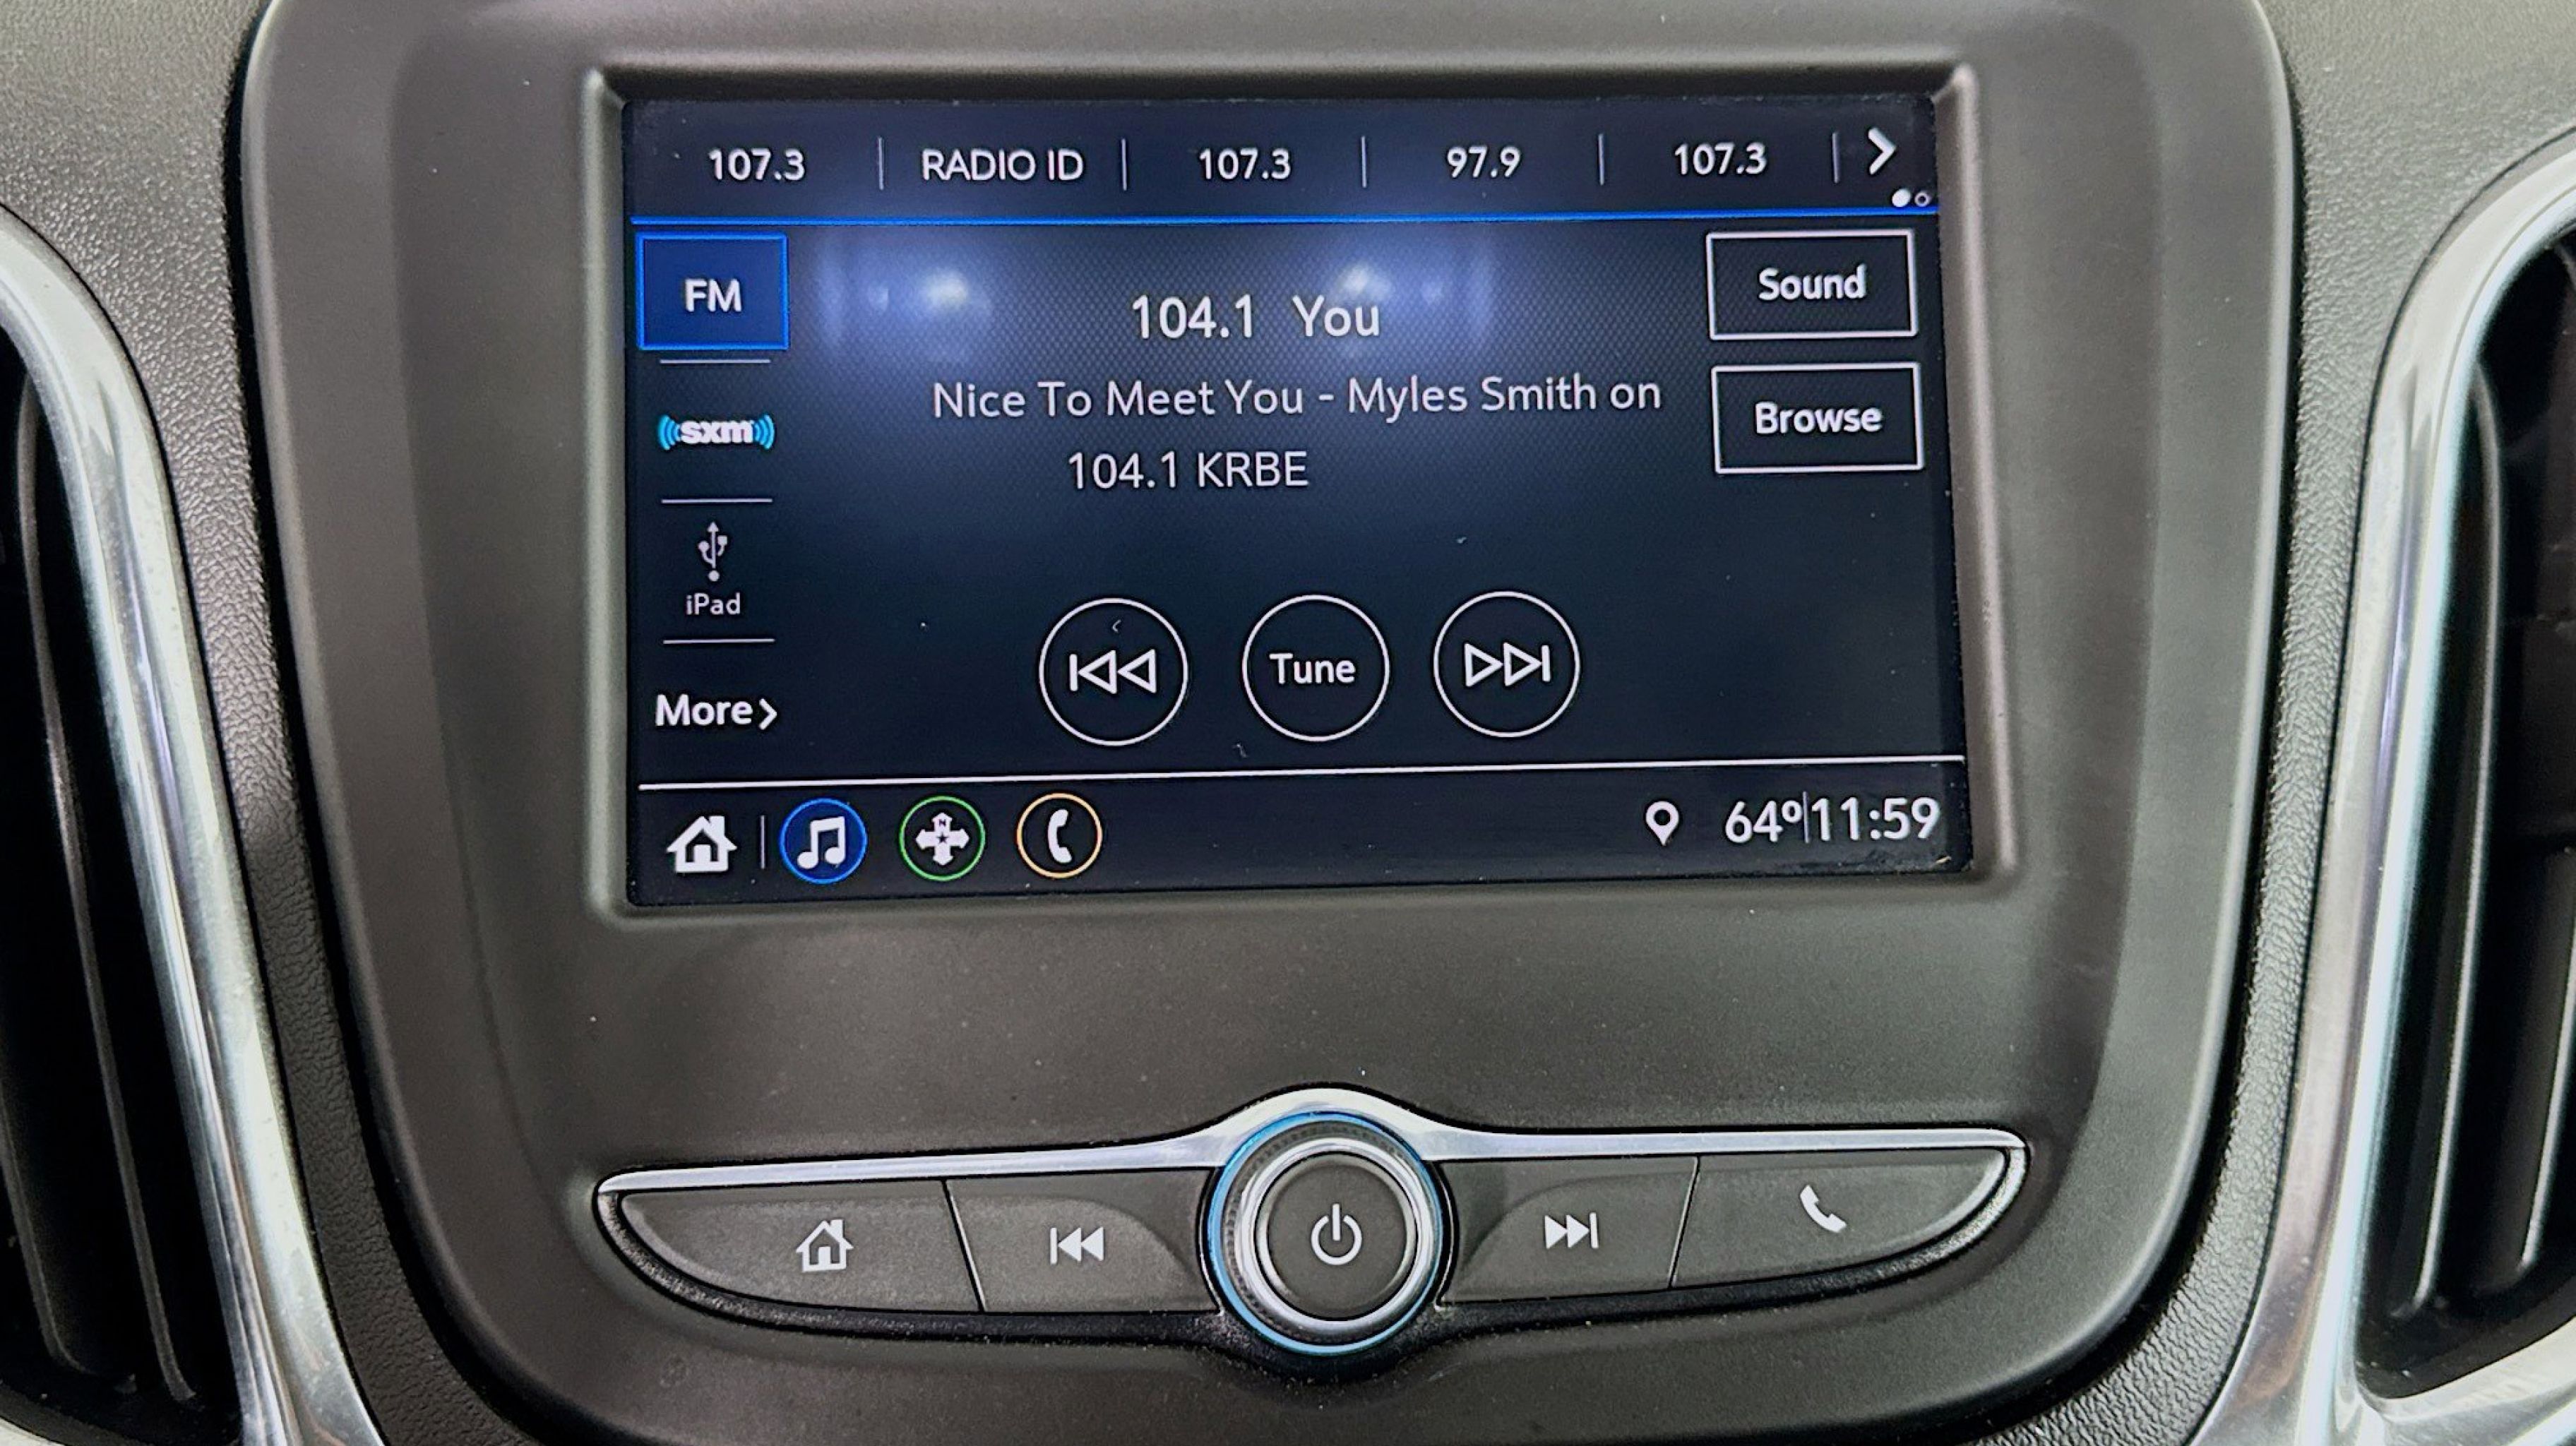 107.3 | RADIO ID | 107.3 | 97.9 | 107.3
FM
104.1 You
Sound
Nice To Meet You - Myles Smith on
104.1 KRBE
Browse
sxm
iPad
More
Tune
N
64°|11:59